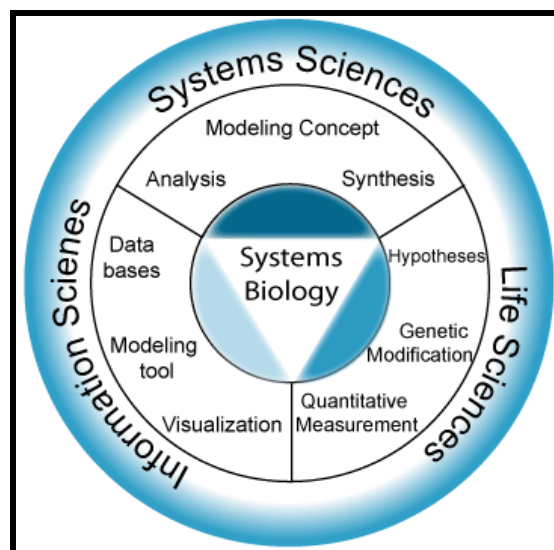 Systems Sciences
Modeling Concept
Analysis
Synthesis
Systems
Biology
Hypotheses
Genetic
Modification
Quantitative
Measurement
Life Sciences
Data
bases
Modeling
tool
Visualization
Information Scienes